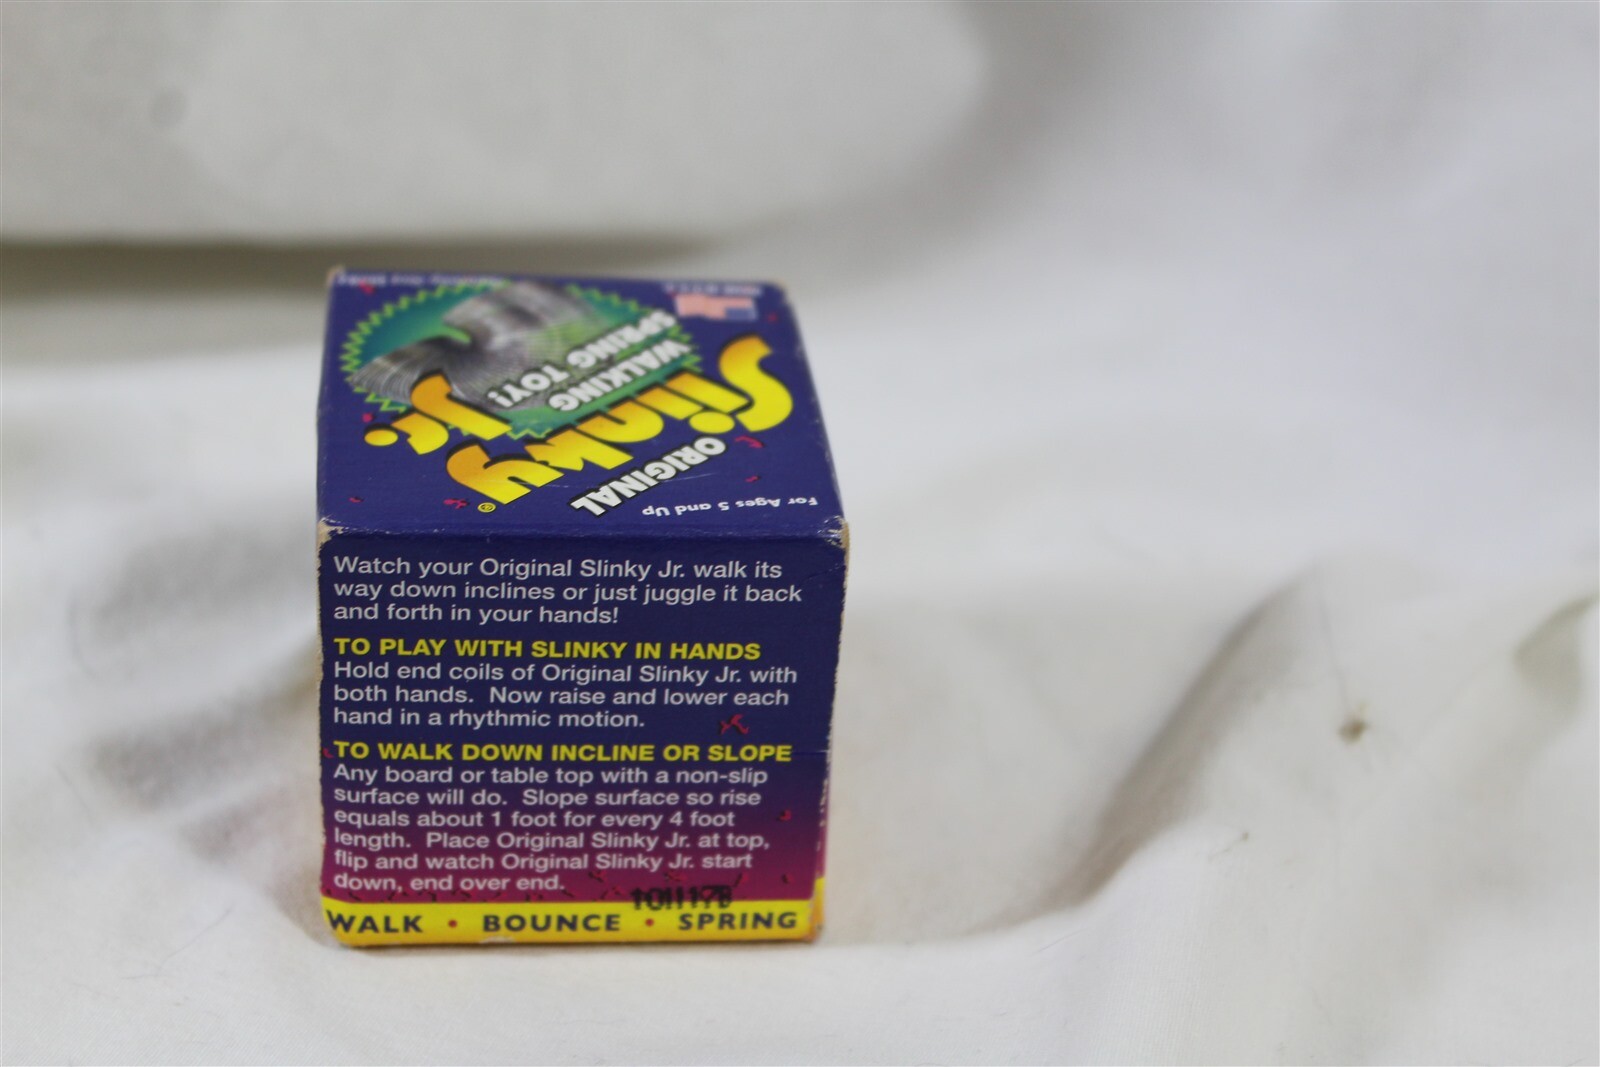 ORIGINAL
Slinky®
Jr.
WALKING
SPRING TOY!
For Ages 5 and Up
Watch your Original Slinky Jr. walk its
way down inclines or just juggle it back
and forth in your hands!
TO PLAY WITH SLINKY IN HANDS
Hold end coils of Original Slinky Jr. with
both hands. Now raise and lower each
hand in a rhythmic motion.
TO WALK DOWN INCLINE OR SLOPE
Any board or table top with a non-slip
surface will do. Slope surface so rise
equals about 1 foot for every 4 foot
length. Place Original Slinky Jr. at top,
flip and watch Original Slinky Jr. start
down, end over end.
WALK • BOUNCE • SPRING